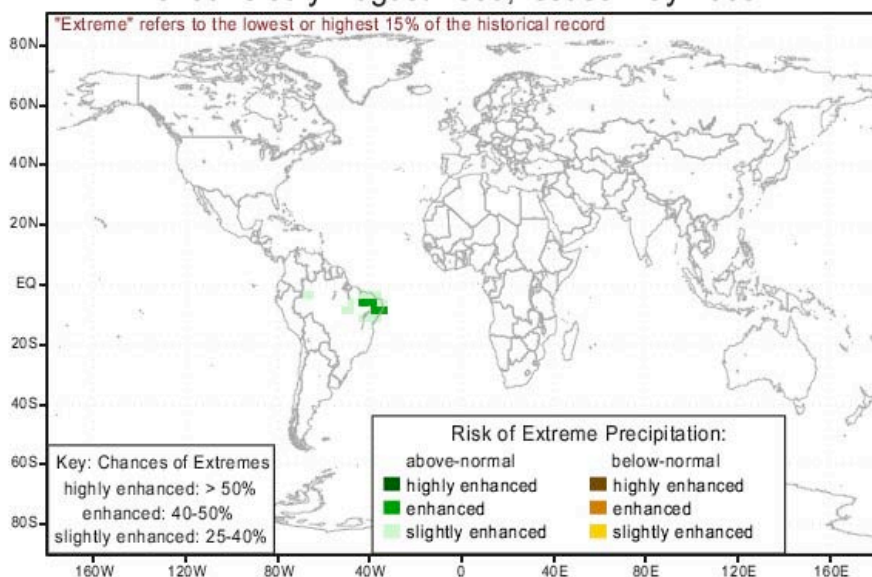 "Extreme" refers to the lowest or highest 15% of the historical record
80N
60N
40N
20N
EQ
20S
40S
60S
80S
Key: Chances of Extremes
highly enhanced: > 50%
enhanced: 40-50%
slightly enhanced: 25-40%
Risk of Extreme Precipitation:
above-normal below-normal
highly enhanced highly enhanced
enhanced enhanced
slightly enhanced slightly enhanced
160W 120W 80W 40W 0 40E 80E 120E 160E